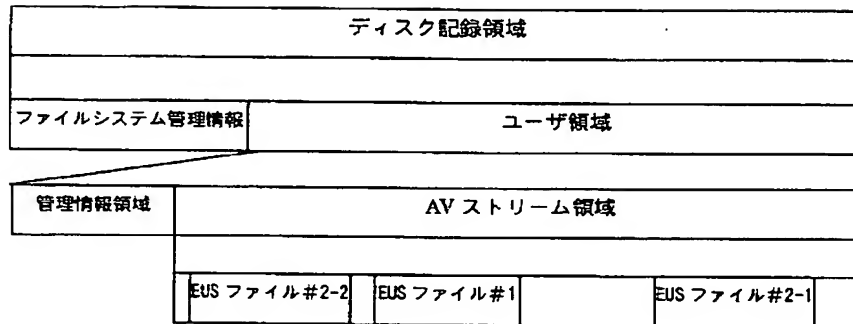 ディスク記録領域
ファイルシステム管理情報 ユーザ領域
管理情報領域 AV ストリーム領域
EUS ファイル#2-2 EUS ファイル#1 EUS ファイル#2-1